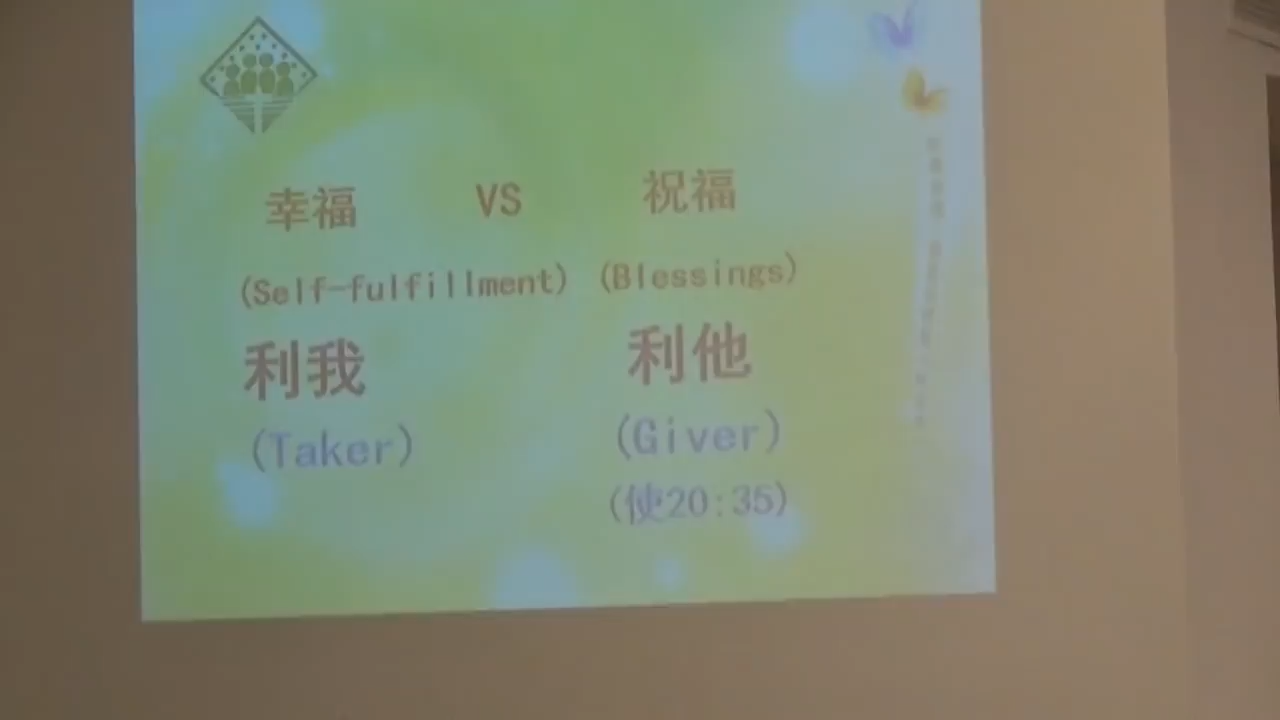 幸福 VS 祝福
(Self-fulfillment) (Blessings)
利我 利他
(Taker) (Giver)
(使20:35)